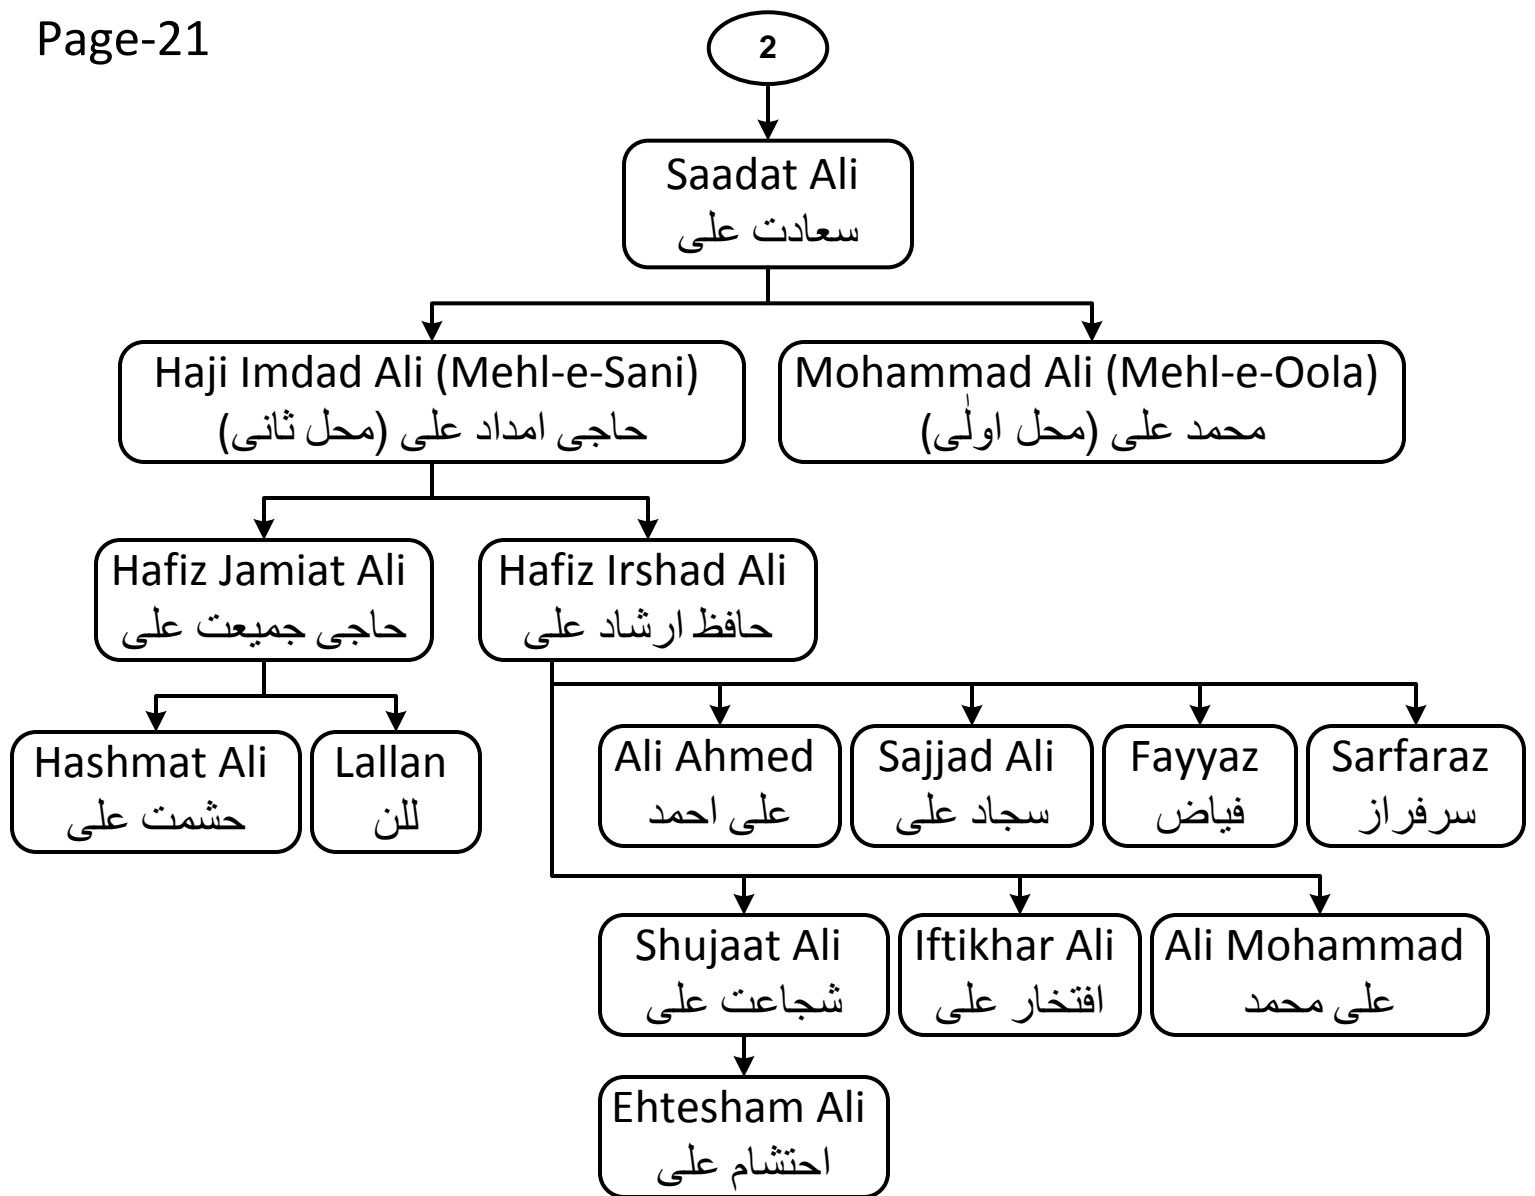 Page-21
2
Saadat Ali
سعادت علی
Haji Imdad Ali (Mehl-e-Sani)
حاجی امداد علی (محل ثانی)
Mohammad Ali (Mehl-e-Oola)
محمد علی (محل اولٰی)
Hafiz Jamiat Ali
حاجی جمیعت علی
Hafiz Irshad Ali
حافظ ارشاد علی
Hashmat Ali
حشمت علی
Lallan
للن
Ali Ahmed
علی احمد
Sajjad Ali
سجاد علی
Fayyaz
فیاض
Sarfaraz
سرفراز
Shujaat Ali
شجاعت علی
Iftikhar Ali
افتخار علی
Ali Mohammad
علی محمد
Ehtesham Ali
احتشام علی